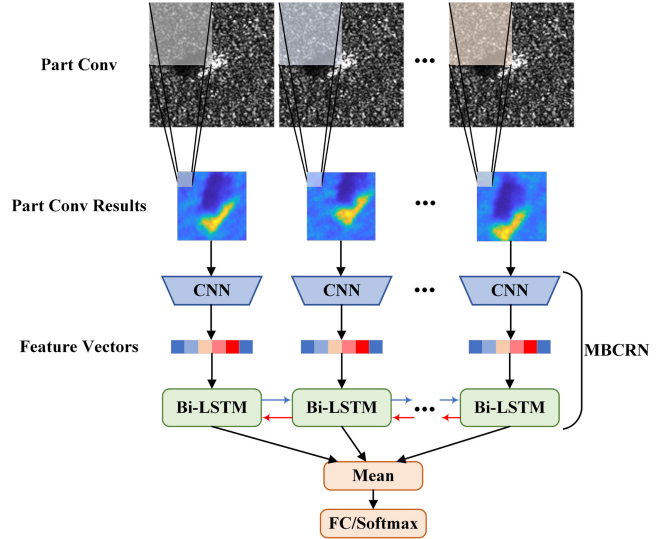 Part Conv
...
Part Conv Results
...
CNN
CNN
...
CNN
Feature Vectors
MBCRN
Bi-LSTM
Bi-LSTM
...
Bi-LSTM
Mean
FC/Softmax